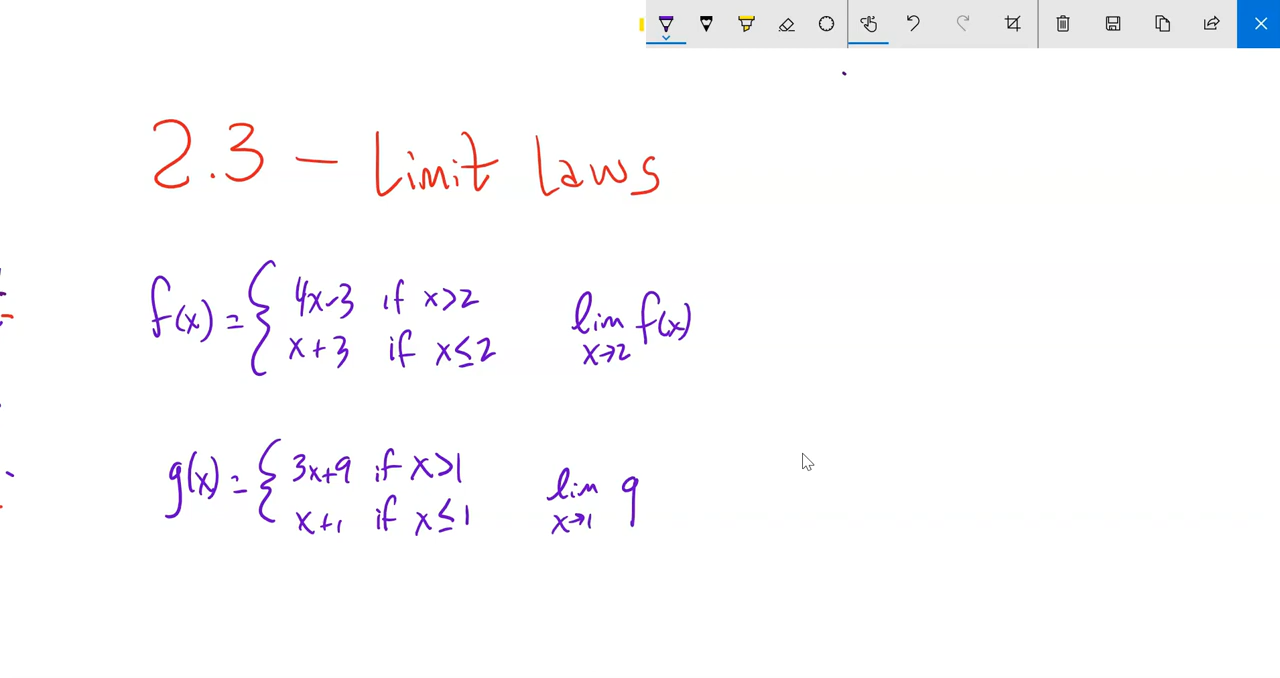 2.3 - Limit Laws
f(x) = { 4x-3 if x>2
x+3 if x≤2
lim f(x)
x→2
g(x) = { 3x+9 if x>1
x+1 if x≤1
lim g
x→1